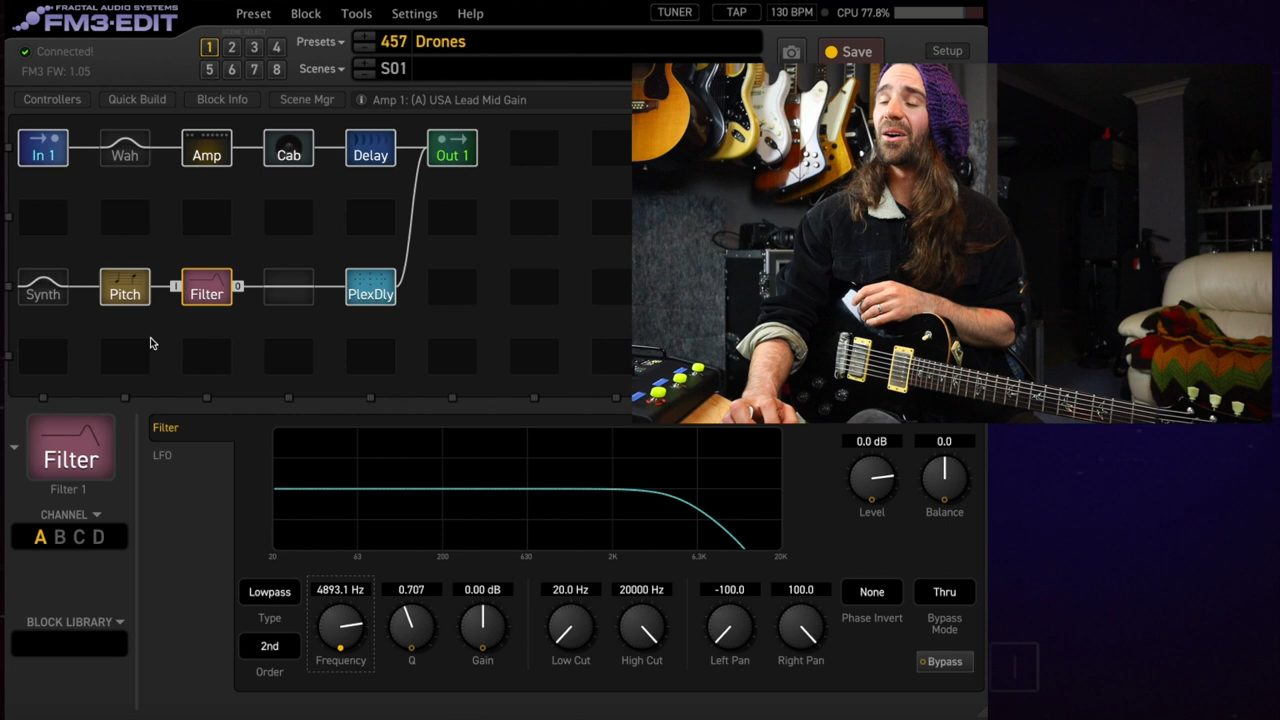 FRACTAL AUDIO SYSTEMS
FM3-EDIT
Preset Block Tools Settings Help
TUNER TAP 130 BPM CPU 77.8%
Connected!
FM3 FW: 1.05
SCENE SELECT
1 2 3 4
5 6 7 8
Presets 457 Drones
Scenes S01
Save Setup
Controllers Quick Build Block Info Scene Mgr Amp 1: (A) USA Lead Mid Gain
In 1 Wah Amp Cab Delay Out 1
Synth Pitch I Filter O PlexDly
Filter
Filter 1
CHANNEL
A B C D
BLOCK LIBRARY
Filter
LFO
20 63 200 630 2K 6.3K 20K
0.0 dB 0.0
Level Balance
Lowpass 4893.1 Hz 0.707 0.00 dB 20.0 Hz 20000 Hz -100.0 100.0 None Thru
Type Phase Invert Bypass Mode
2nd Frequency Q Gain Low Cut High Cut Left Pan Right Pan Bypass
Order